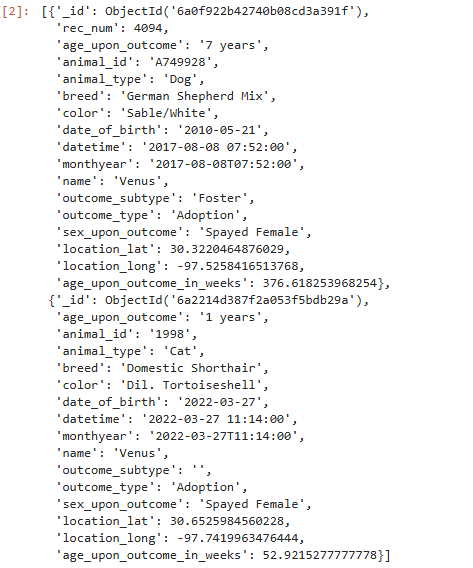 [2]: [{'_id': ObjectId('6a0f922b42740b08cd3a391f'),
'rec_num': 4094,
'age_upon_outcome': '7 years',
'animal_id': 'A749928',
'animal_type': 'Dog',
'breed': 'German Shepherd Mix',
'color': 'Sable/White',
'date_of_birth': '2010-05-21',
'datetime': '2017-08-08 07:52:00',
'monthyear': '2017-08-08T07:52:00',
'name': 'Venus',
'outcome_subtype': 'Foster',
'outcome_type': 'Adoption',
'sex_upon_outcome': 'Spayed Female',
'location_lat': 30.3220464876029,
'location_long': -97.5258416513768,
'age_upon_outcome_in_weeks': 376.618253968254},
{'_id': ObjectId('6a2214d387f2a053f5bdb29a'),
'age_upon_outcome': '1 years',
'animal_id': '1998',
'animal_type': 'Cat',
'breed': 'Domestic Shorthair',
'color': 'Dil. Tortoiseshell',
'date_of_birth': '2022-03-27',
'datetime': '2022-03-27 11:14:00',
'monthyear': '2022-03-27T11:14:00',
'name': 'Venus',
'outcome_subtype': '',
'outcome_type': 'Adoption',
'sex_upon_outcome': 'Spayed Female',
'location_lat': 30.6525984560228,
'location_long': -97.7419963476444,
'age_upon_outcome_in_weeks': 52.9215277777778}]